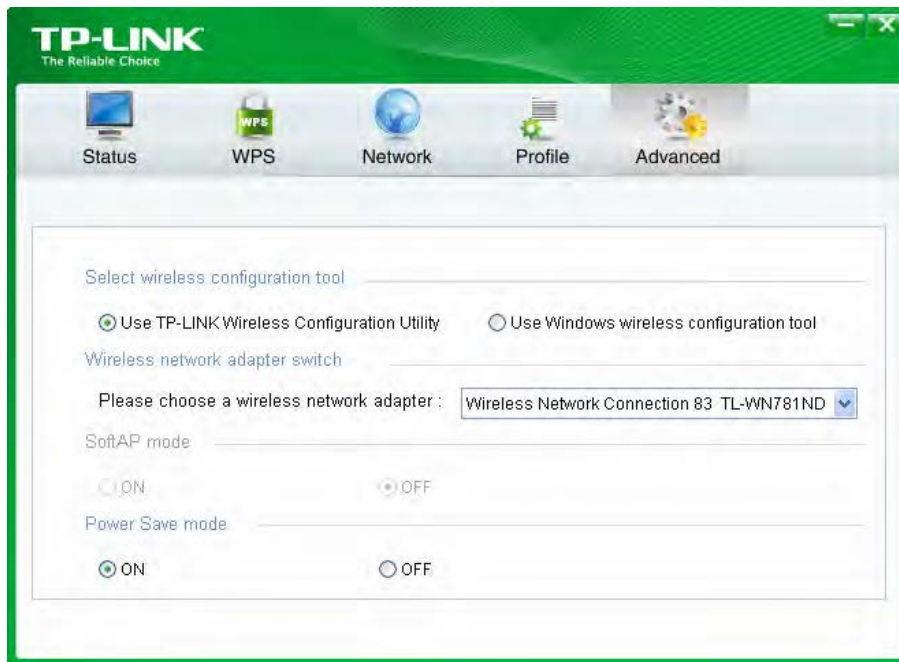 TP-LINK
The Reliable Choice
WPS
Status WPS Network Profile Advanced
Select wireless configuration tool
Use TP-LINK Wireless Configuration Utility Use Windows wireless configuration tool
Wireless network adapter switch
Please choose a wireless network adapter : Wireless Network Connection 83 TL-WN781ND
SoftAP mode
ON OFF
Power Save mode
ON OFF